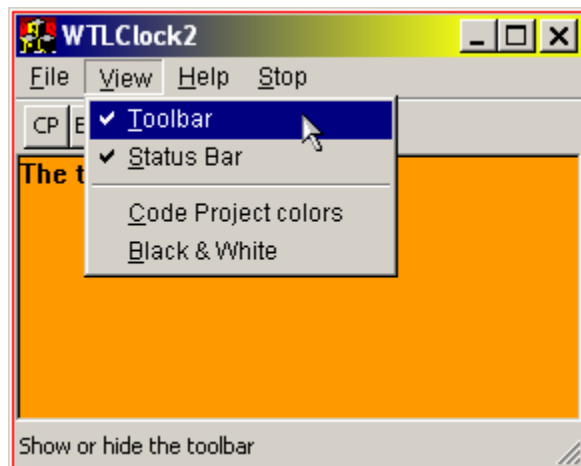 WTLClock2
File View Help Stop
CP
Toolbar
Status Bar
The t
Code Project colors
Black & White
Show or hide the toolbar